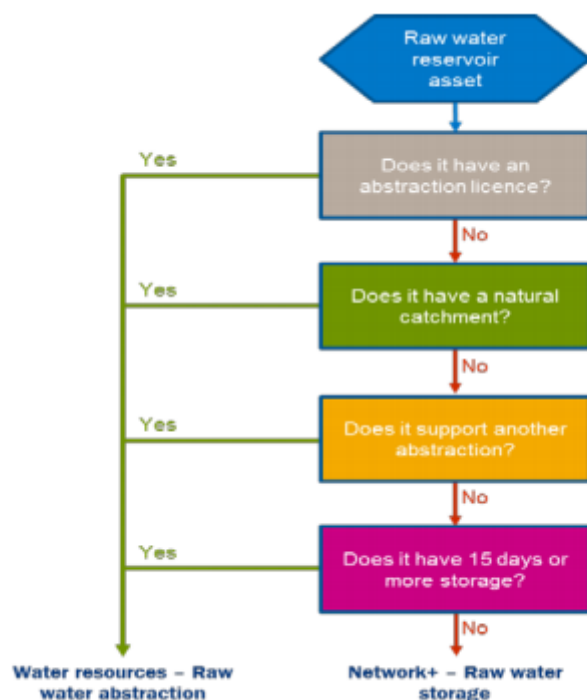 Raw water
reservoir
asset
Yes
Does it have an
abstraction licence?
No
Yes
Does it have a natural
catchment?
No
Yes
Does it support another
abstraction?
No
Yes
Does it have 15 days or
more storage?
No
Water resources – Raw
water abstraction
Network+ – Raw water
storage